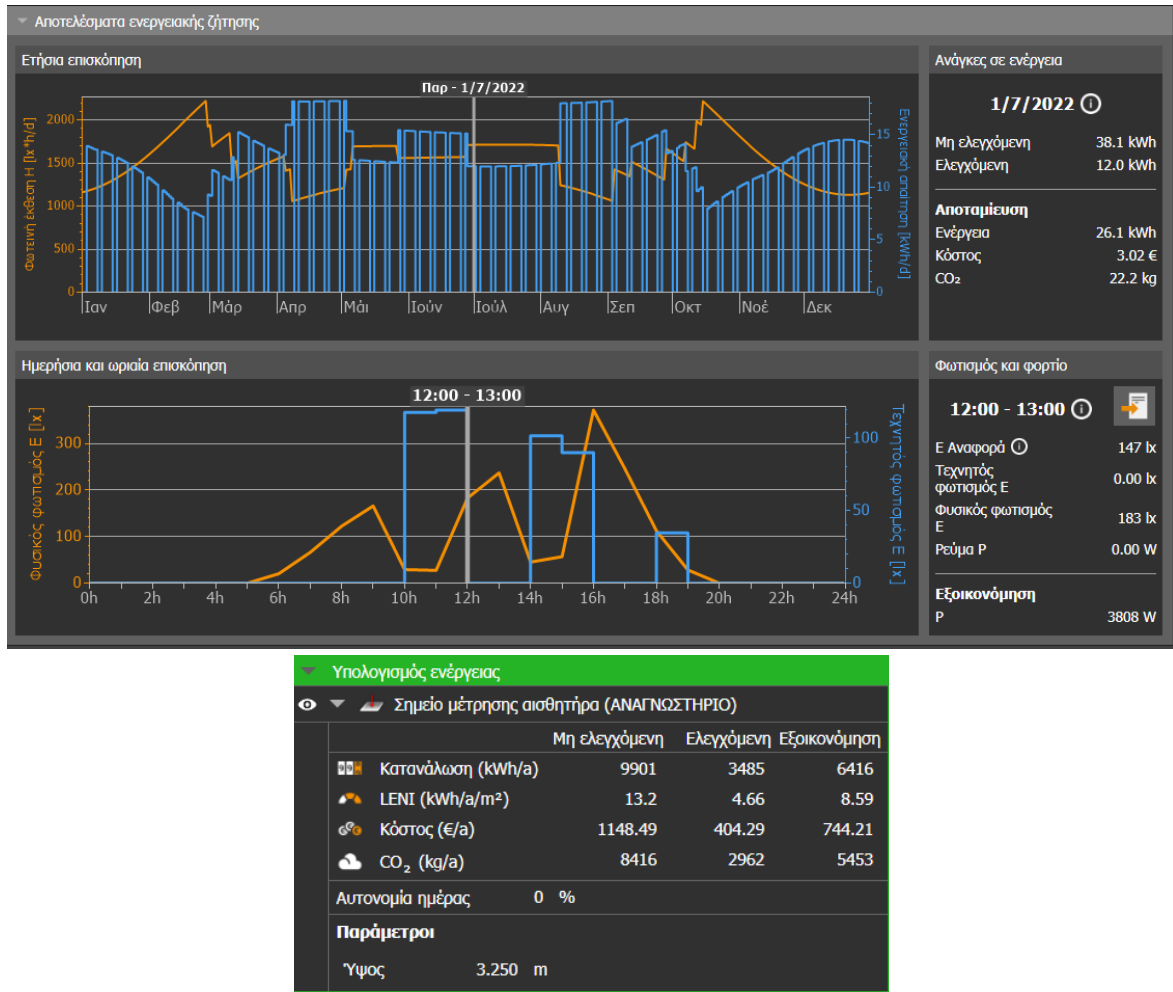 Αποτελέσματα ενεργειακής ζήτησης
Ετήσια επισκόπηση
Παρ - 1/7/2022
Φωτεινή έκθεση H [lx*h/d]
2000
1500
1000
500
0
Ενεργειακή απαίτηση [kWh/d]
15
10
5
0
Ιαν Φεβ Μάρ Απρ Μάι Ιούν Ιούλ Αυγ Σεπ Οκτ Νοέ Δεκ
Ανάγκες σε ενέργεια
1/7/2022
Μη ελεγχόμενη 38.1 kWh
Ελεγχόμενη 12.0 kWh
Αποταμίευση
Ενέργεια 26.1 kWh
Κόστος 3.02 €
CO₂ 22.2 kg
Ημερήσια και ωριαία επισκόπηση
12:00 - 13:00
Φυσικός φωτισμός E [lx]
300
200
100
0
Τεχνητός φωτισμός E [lx]
100
50
0
0h 2h 4h 6h 8h 10h 12h 14h 16h 18h 20h 22h 24h
Φωτισμός και φορτίο
12:00 - 13:00
E Αναφορά 147 lx
Τεχνητός
φωτισμός E 0.00 lx
Φυσικός φωτισμός
E 183 lx
Ρεύμα P 0.00 W
Εξοικονόμηση
P 3808 W
Υπολογισμός ενέργειας
Σημείο μέτρησης αισθητήρα (ΑΝΑΓΝΩΣΤΗΡΙΟ)
Μη ελεγχόμενη Ελεγχόμενη Εξοικονόμηση
Κατανάλωση (kWh/a) 9901 3485 6416
LENI (kWh/a/m²) 13.2 4.66 8.59
Κόστος (€/a) 1148.49 404.29 744.21
CO₂ (kg/a) 8416 2962 5453
Αυτονομία ημέρας 0 %
Παράμετροι
Ύψος 3.250 m